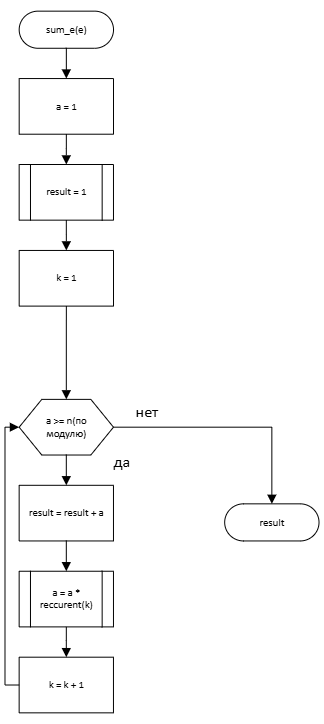 sum_e(e)
a = 1
result = 1
k = 1
a >= n(по
модулю)
нет
да
result = result + a
result
a = a *
reccurent(k)
k = k + 1